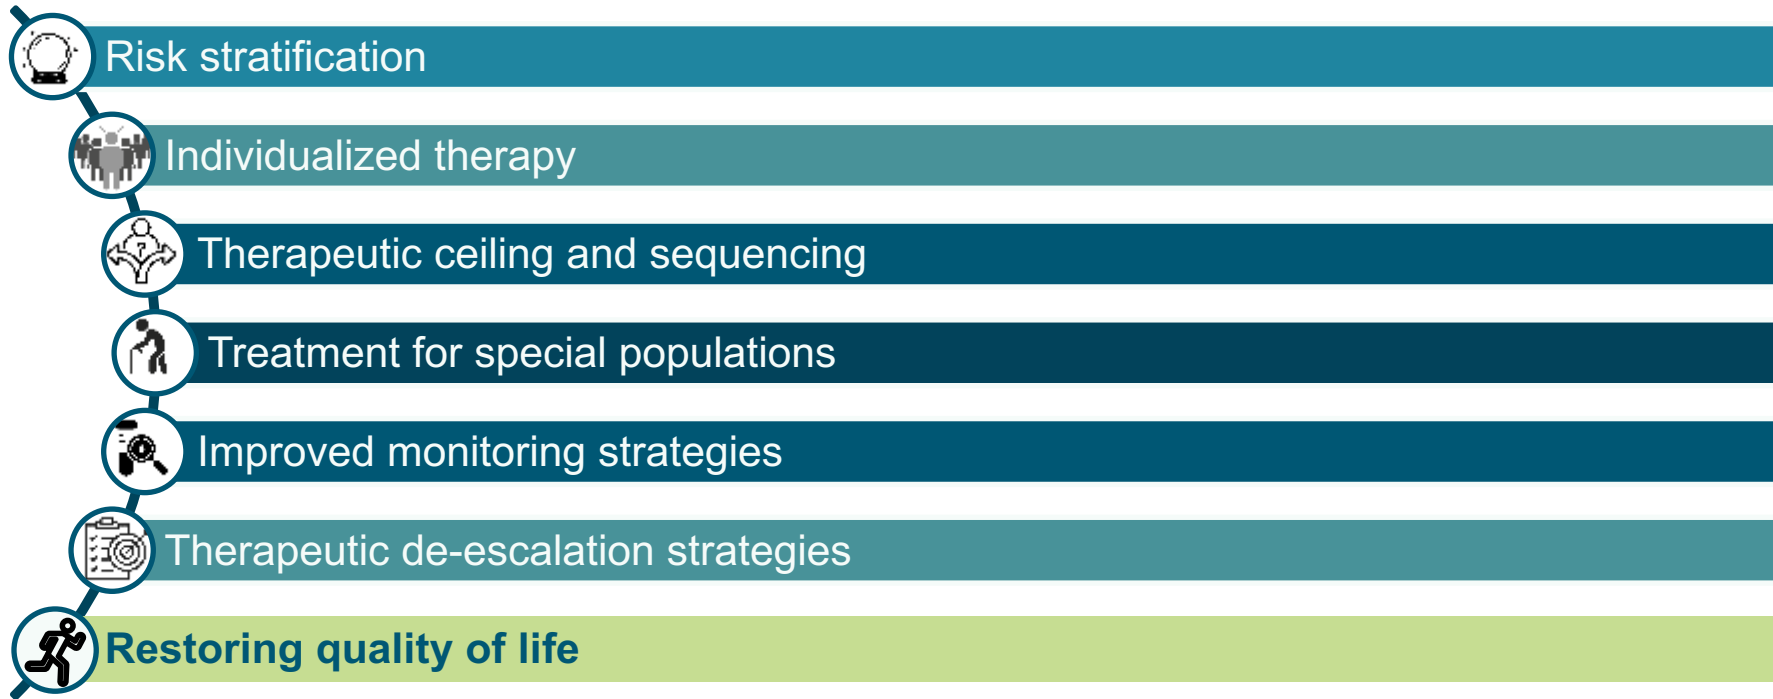 Risk stratification
Individualized therapy
Therapeutic ceiling and sequencing
Treatment for special populations
Improved monitoring strategies
Therapeutic de-escalation strategies
Restoring quality of life